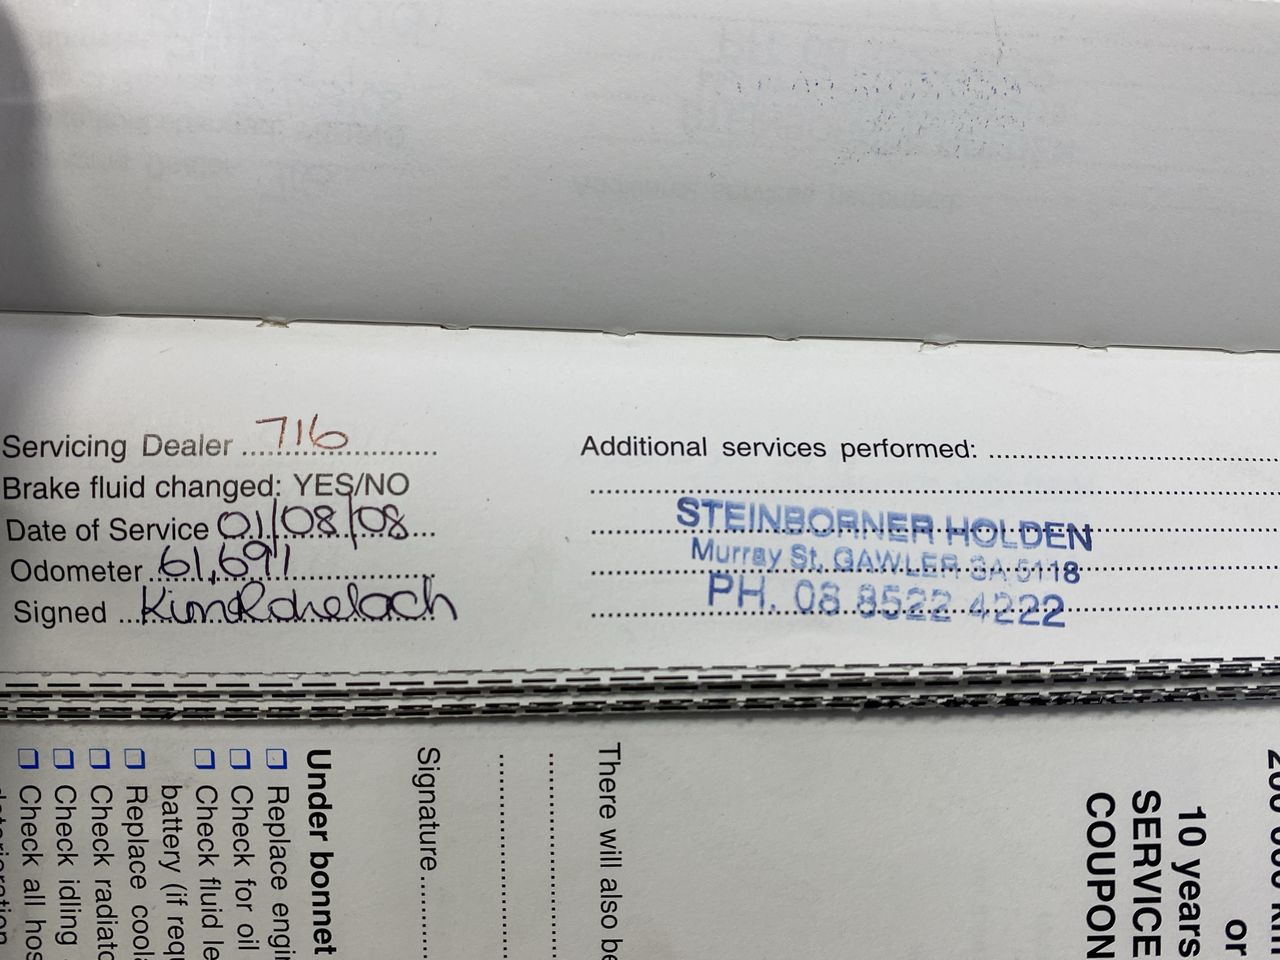 Servicing Dealer 716
Brake fluid changed: YES/NO
Date of Service 01/08/08
Odometer 61,691
Signed Kim
Additional services performed:
STEINBORNER HOLDEN
Murray St, GAWLER SA 5118
PH. 08 8522 4222
or
10 years
SERVICE
COUPON
There will also be
Signature
Under bonnet
Replace
Check for oil
Check fluid
battery (if
Replace
Check
Check idling
Check all